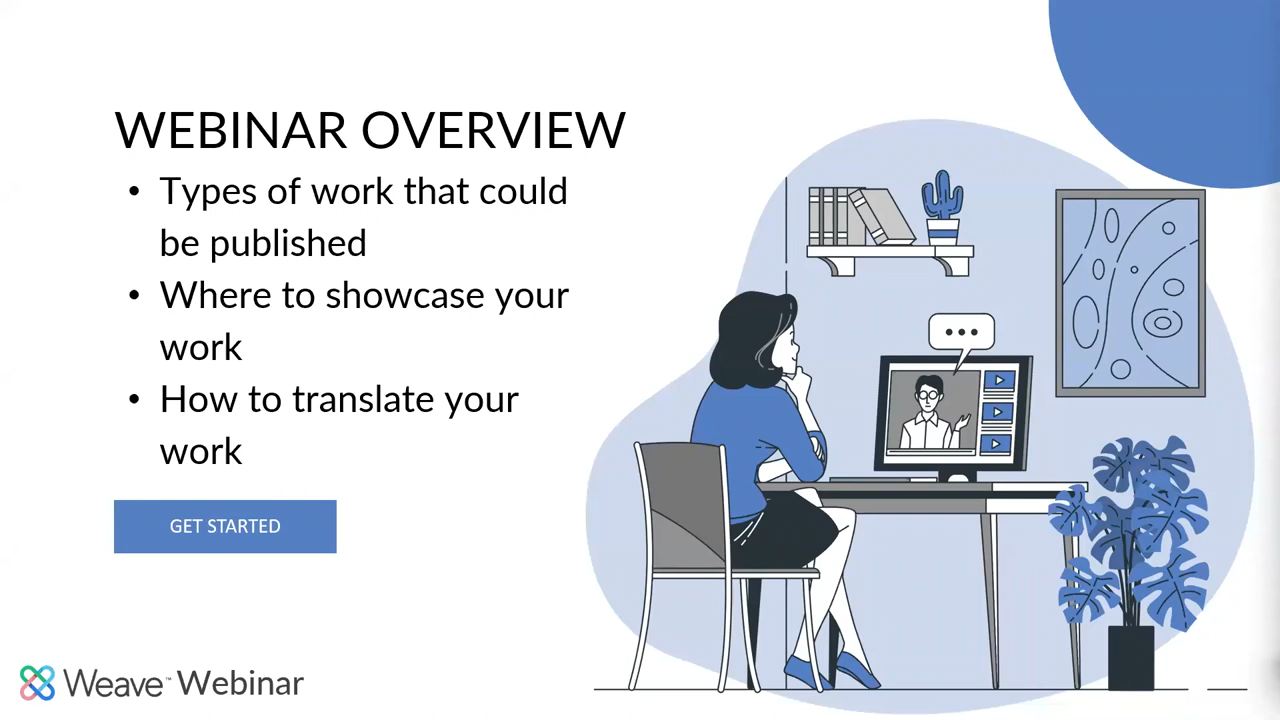 WEBINAR OVERVIEW
• Types of work that could
be published
• Where to showcase your
work
• How to translate your
work
GET STARTED
Weave™ Webinar